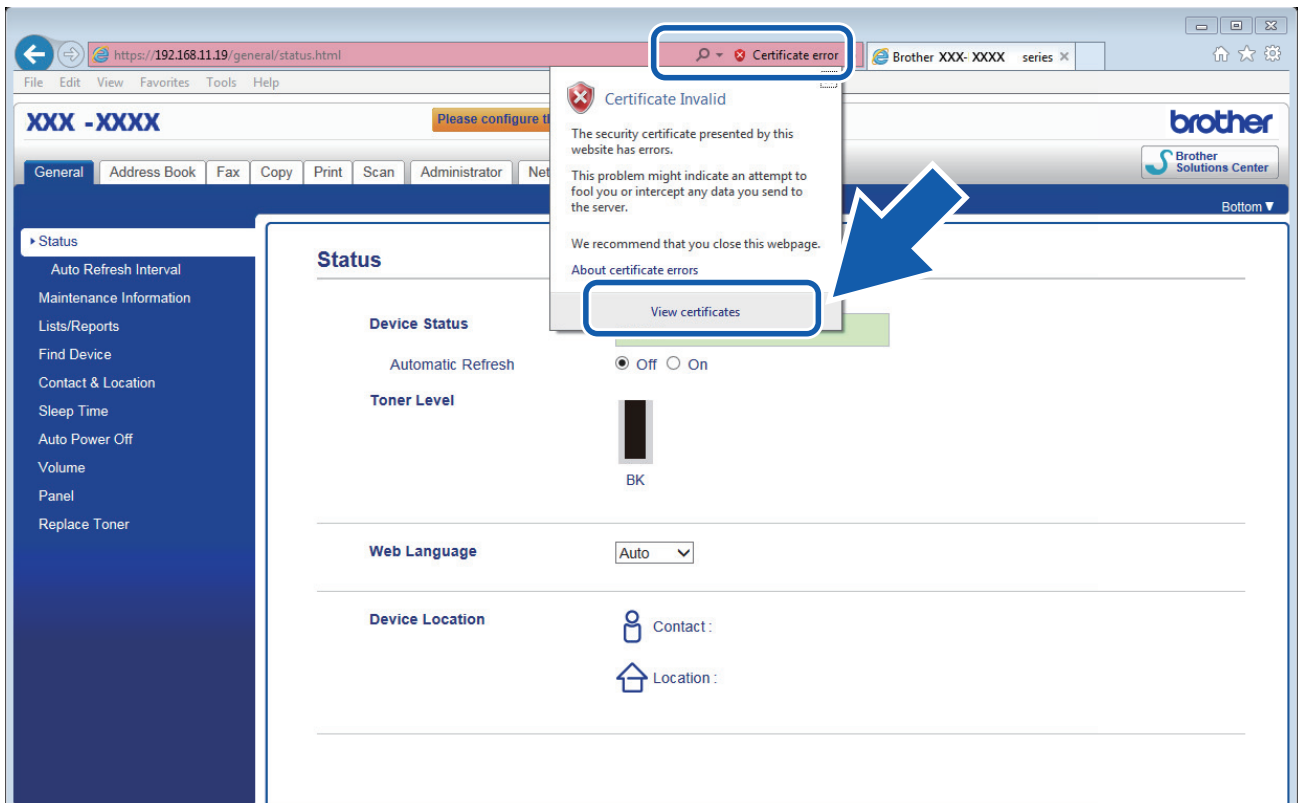 https://192.168.11.19/general/status.html
Certificate error
Brother XXX- XXXX series
File Edit View Favorites Tools Help
Certificate Invalid
The security certificate presented by this
website has errors.
This problem might indicate an attempt to
fool you or intercept any data you send to
the server.
We recommend that you close this webpage.
About certificate errors
View certificates
XXX -XXXX
Please configure
brother
General Address Book Fax Copy Print Scan Administrator Net
Brother
Solutions Center
Bottom▼
Status
Auto Refresh Interval
Maintenance Information
Lists/Reports
Find Device
Contact & Location
Sleep Time
Auto Power Off
Volume
Panel
Replace Toner
Status
Device Status
Automatic Refresh Off On
Toner Level
BK
Web Language Auto
Device Location
Contact :
Location :